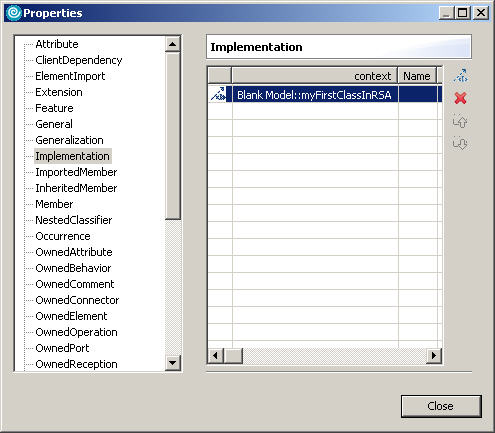 Properties
Attribute
ClientDependency
ElementImport
Extension
Feature
General
Generalization
Implementation
ImportedMember
InheritedMember
Member
NestedClassifier
Occurrence
OwnedAttribute
OwnedBehavior
OwnedComment
OwnedConnector
OwnedElement
OwnedOperation
OwnedPort
OwnedReception
Implementation
context Name
Blank Model::myFirstClassInRSA
Close